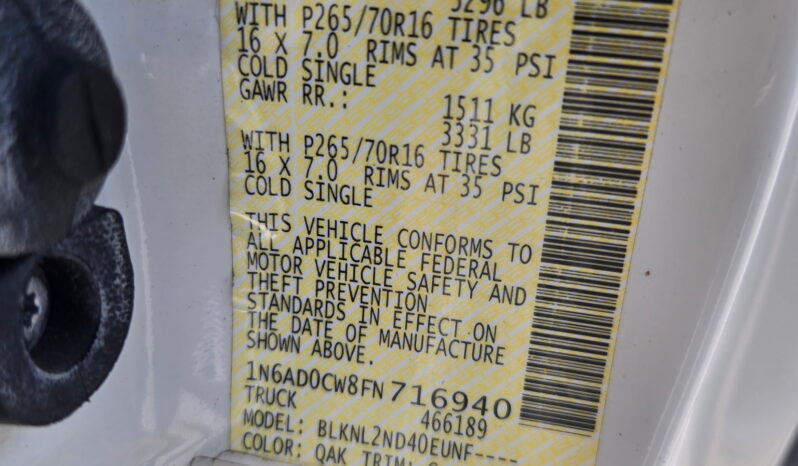 3296 LB
WITH P265/70R16 TIRES
16 X 7.0 RIMS AT 35 PSI
COLD SINGLE
GAWR RR.: 1511 KG
3331 LB
WITH P265/70R16 TIRES
16 X 7.0 RIMS AT 35 PSI
COLD SINGLE
THIS VEHICLE CONFORMS TO
ALL APPLICABLE FEDERAL
MOTOR VEHICLE SAFETY AND
THEFT PREVENTION
STANDARDS IN EFFECT ON
THE DATE OF MANUFACTURE
SHOWN ABOVE.
1N6AD0CW8FN716940
TRUCK 466189
MODEL: BLKNL2ND40EUNF----
COLOR: QAK TRIM: